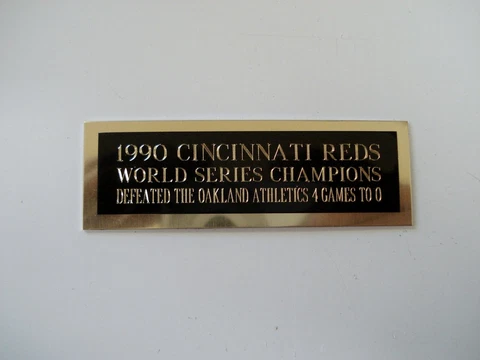 1990 CINCINNATI REDS
WORLD SERIES CHAMPIONS
DEFEATED THE OAKLAND ATHLETICS 4 GAMES TO 0